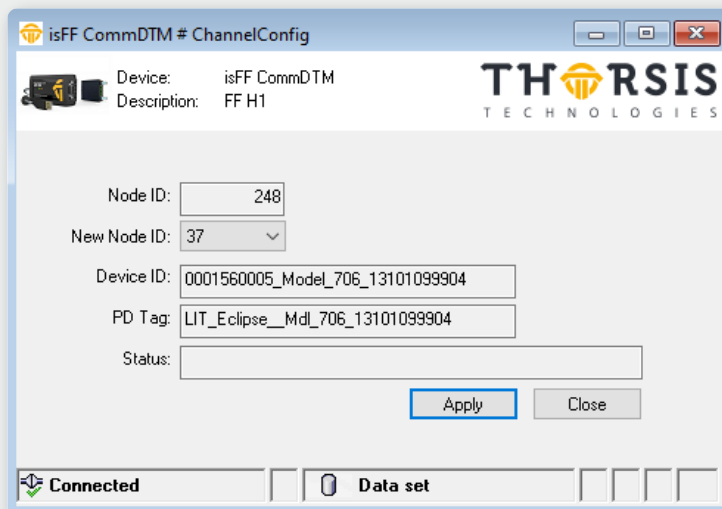 isFF CommDTM # ChannelConfig
Device: isFF CommDTM
Description: FF H1
THORSIS
TECHNOLOGIES
Node ID: 248
New Node ID: 37
Device ID: 0001560005_Model_706_13101099904
PD Tag: LIT_Eclipse__Mdl_706_13101099904
Status:
Apply Close
Connected Data set